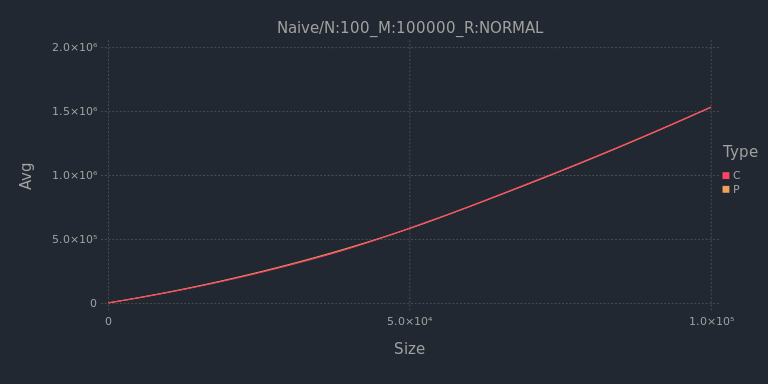 Naive/N:100_M:100000_R:NORMAL
2.0×10⁶
1.5×10⁶
1.0×10⁶
5.0×10⁵
0
Avg
0
5.0×10⁴
1.0×10⁵
Size
Type
C
P